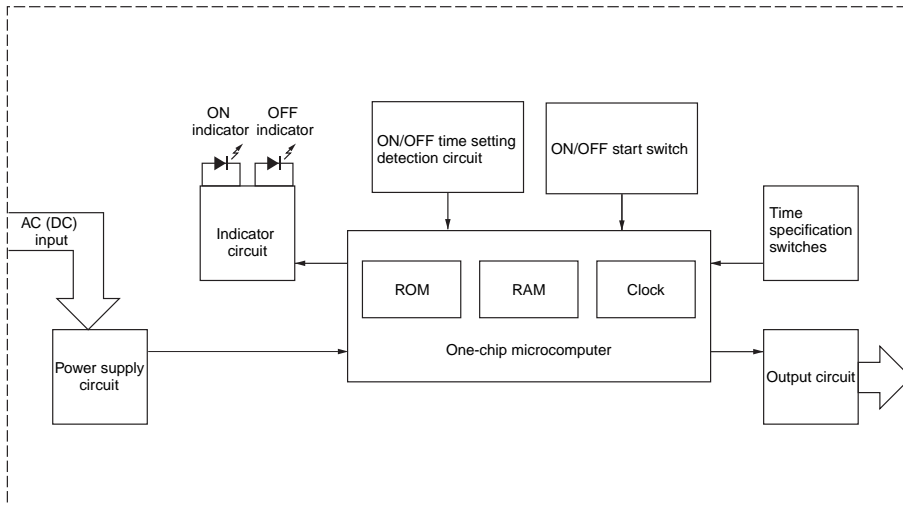 ON
indicator
OFF
indicator
ON/OFF time setting
detection circuit
ON/OFF start switch
AC (DC)
input
Indicator
circuit
Time
specification
switches
ROM
RAM
Clock
One-chip microcomputer
Power supply
circuit
Output circuit